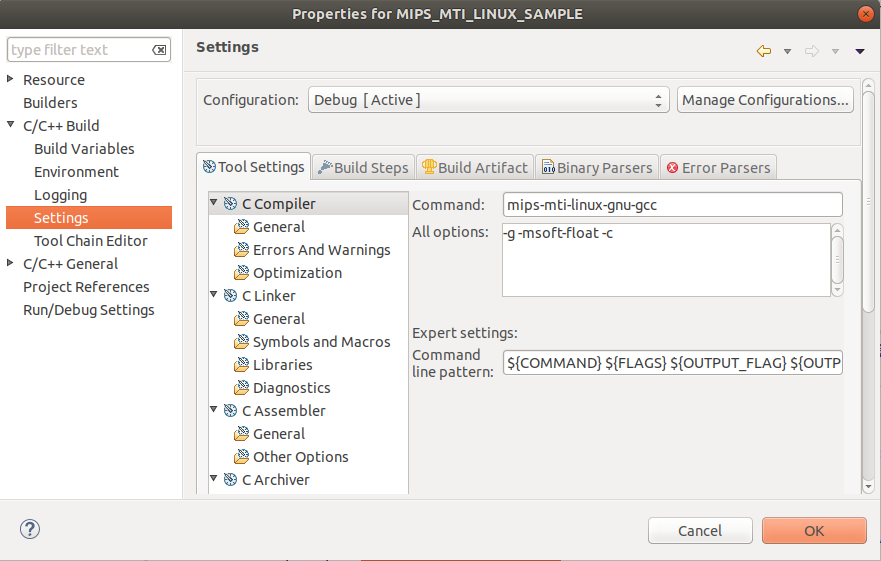 Properties for MIPS_MTI_LINUX_SAMPLE
type filter text
Resource
Builders
C/C++ Build
Build Variables
Environment
Logging
Settings
Tool Chain Editor
C/C++ General
Project References
Run/Debug Settings
Settings
Configuration: Debug [ Active ] Manage Configurations...
Tool Settings Build Steps Build Artifact Binary Parsers Error Parsers
C Compiler
General
Errors And Warnings
Optimization
C Linker
General
Symbols and Macros
Libraries
Diagnostics
C Assembler
General
Other Options
C Archiver
Command: mips-mti-linux-gnu-gcc
All options: -g -msoft-float -c
Expert settings:
Command
line pattern: ${COMMAND} ${FLAGS} ${OUTPUT_FLAG} ${OUTP
Cancel OK